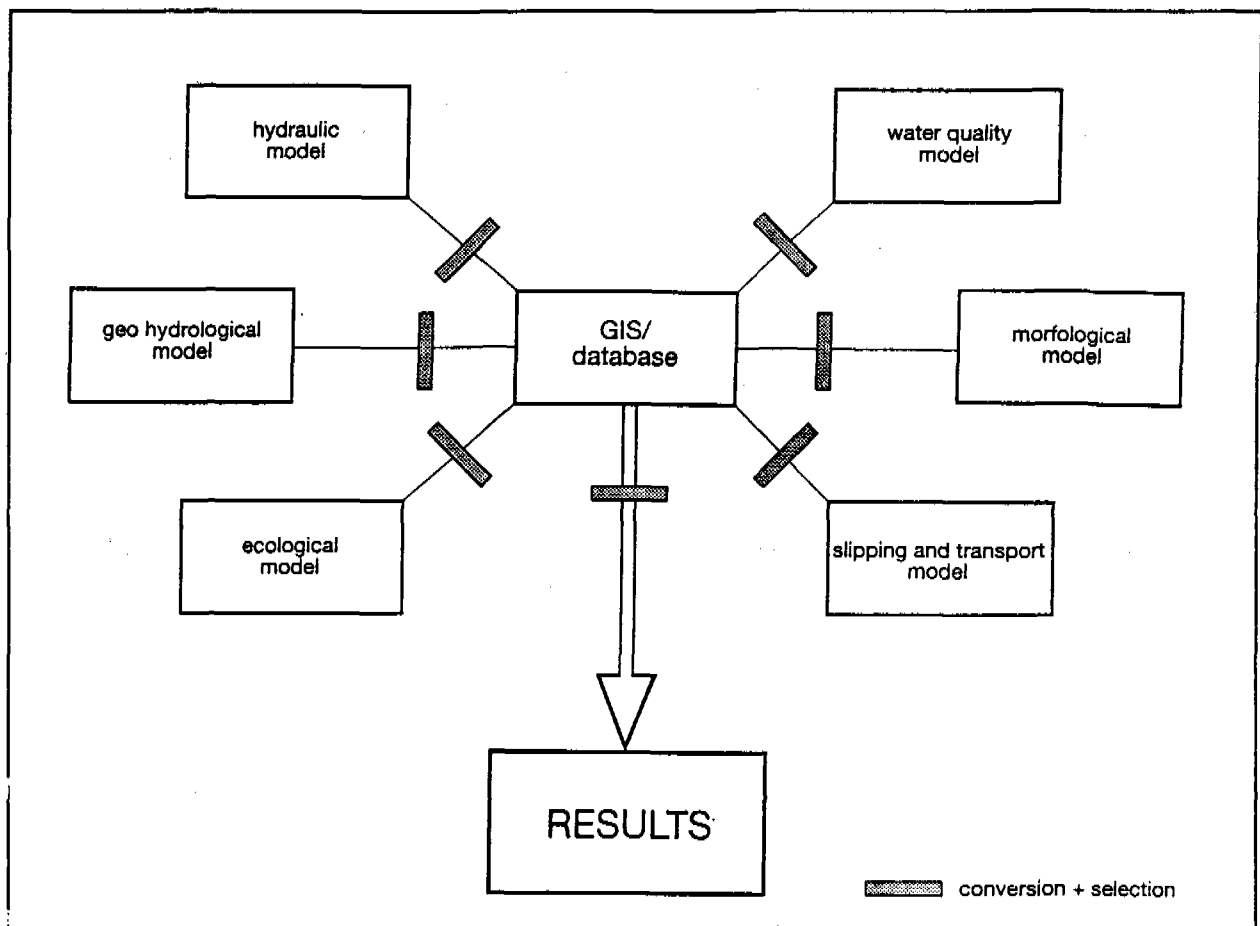 hydraulic
model
water quality
model
geo hydrological
model
GIS/
database
morfological
model
ecological
model
slipping and transport
model
RESULTS
conversion + selection